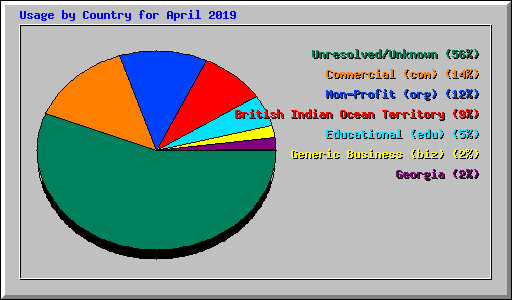 Usage by Country for April 2019
Unresolved/Unknown (56%)
Commercial (com) (14%)
Non-Profit (org) (12%)
British Indian Ocean Territory (9%)
Educational (edu) (5%)
Generic Business (biz) (2%)
Georgia (2%)